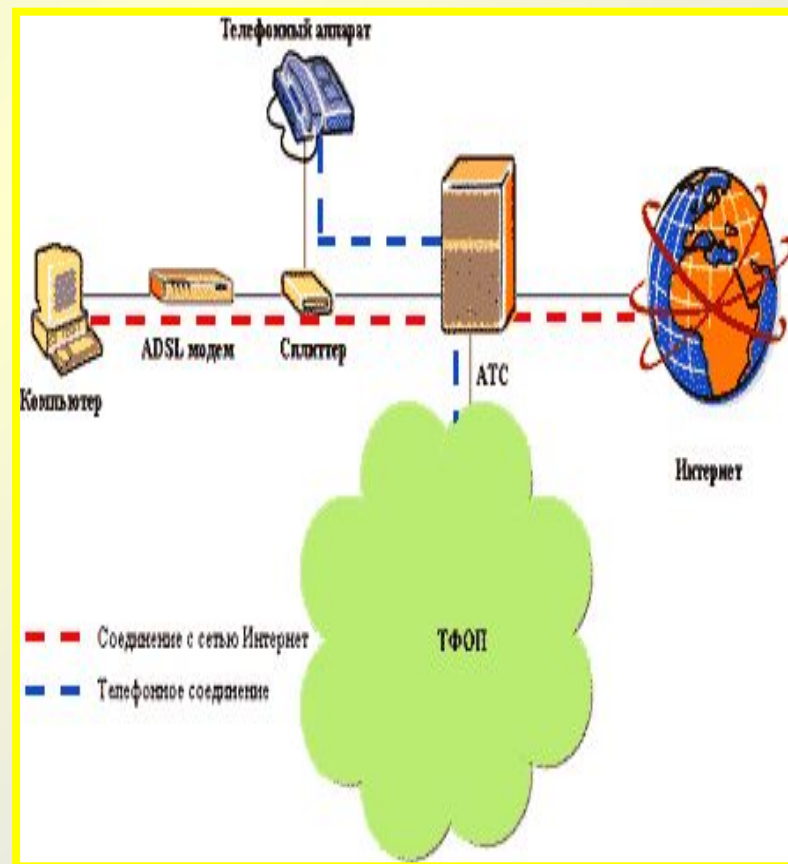 Телефонный аппарат
ADSL модем
Сплиттер
АТС
Компьютер
Интернет
ТФОП
Соединение с сетью Интернет
Телефонное соединение